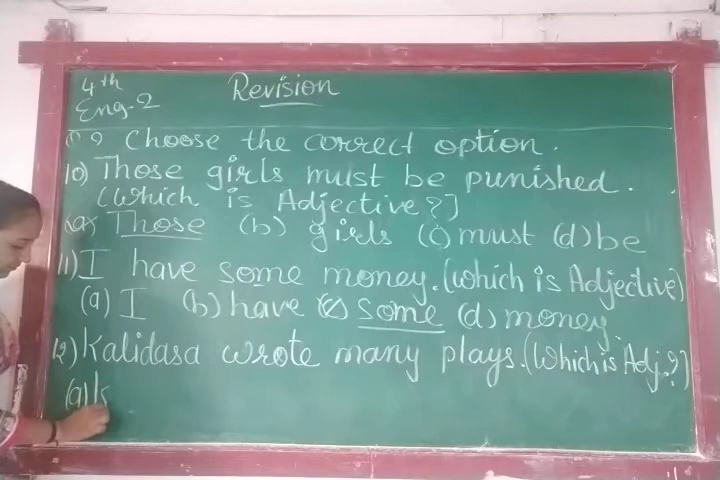 4th
Eng-2
Revision
Choose the correct option.
10) Those girls must be punished.
(Which is Adjective?]
(a) Those (b) girls (c) must (d) be
11) I have some money. (which is Adjective)
(a) I (b) have (c) some (d) money
12) Kalidasa wrote many plays. (Which is Adj.?)
(a) K